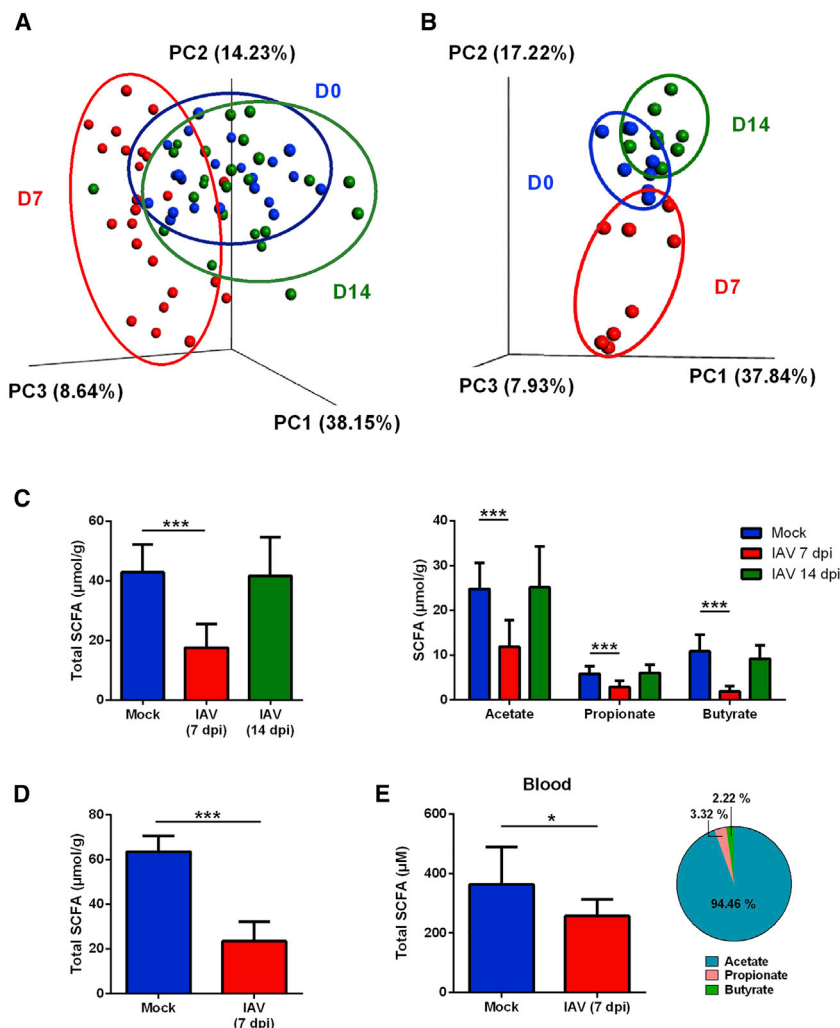 A
PC2 (14.23%)
D0
D7
D14
PC3 (8.64%)
PC1 (38.15%)
B
PC2 (17.22%)
D14
D0
D7
PC3 (7.93%)
PC1 (37.84%)
C
Total SCFA (µmol/g)
60
40
20
0
***
Mock
IAV
(7 dpi)
IAV
(14 dpi)
SCFA (µmol/g)
40
30
20
10
0
***
***
***
Acetate
Propionate
Butyrate
Mock
IAV 7 dpi
IAV 14 dpi
D
Total SCFA (µmol/g)
80
60
40
20
0
***
Mock
IAV
(7 dpi)
E
Blood
Total SCFA (µM)
600
400
200
0
*
Mock
IAV (7 dpi)
2.22 %
3.32 %
94.46 %
Acetate
Propionate
Butyrate